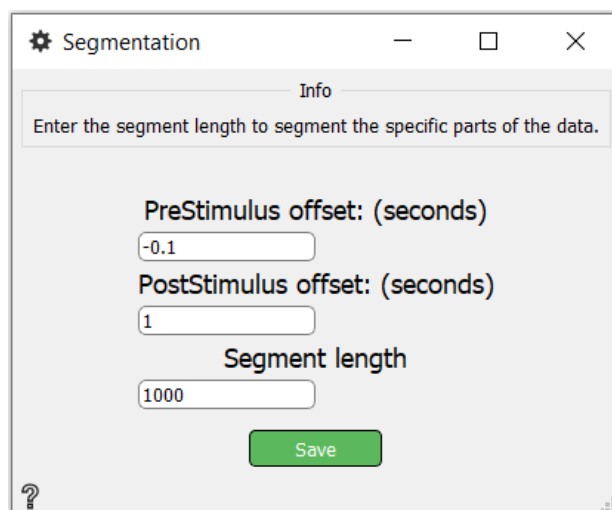 Segmentation
Info
Enter the segment length to segment the specific parts of the data.
PreStimulus offset: (seconds)
-0.1
PostStimulus offset: (seconds)
1
Segment length
1000
Save
?